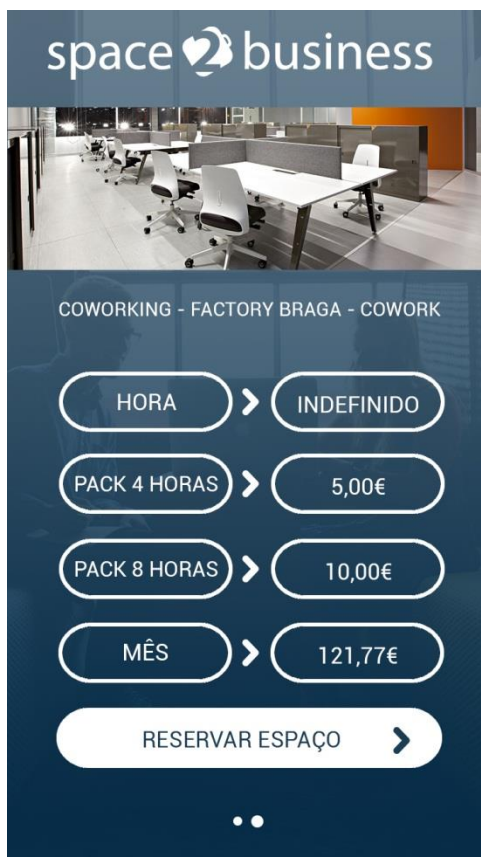 space 2 business
COWORKING - FACTORY BRAGA - COWORK
HORA INDEFINIDO
PACK 4 HORAS 5,00€
PACK 8 HORAS 10,00€
MÊS 121,77€
RESERVAR ESPAÇO